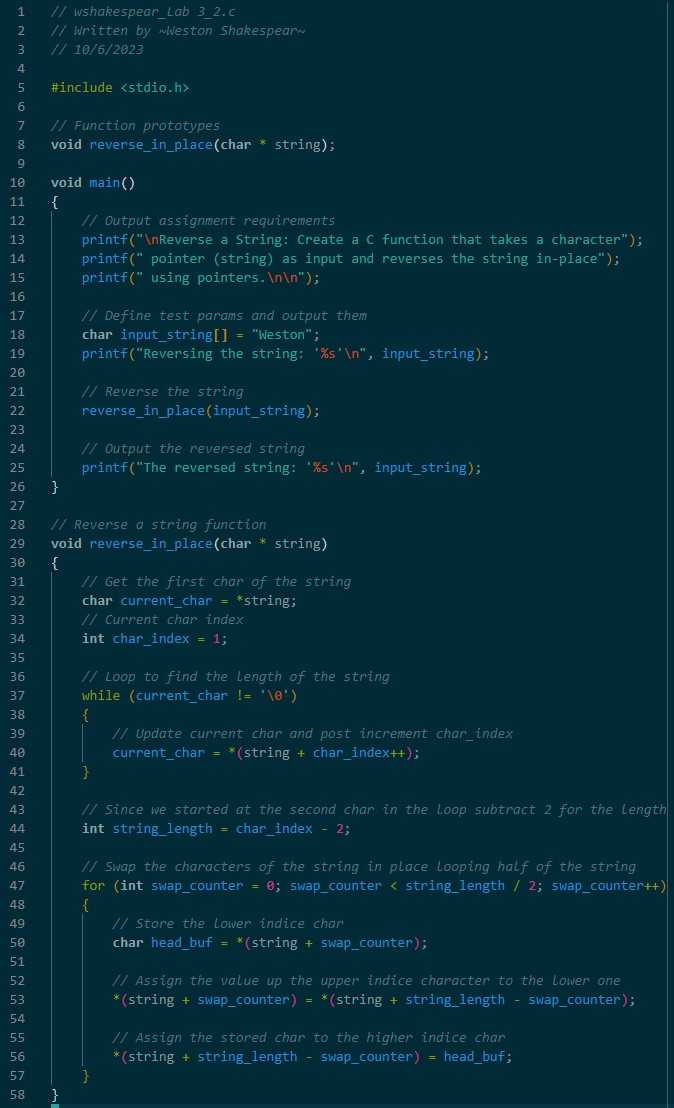 1 // wshakespear_Lab 3_2.c
2 // Written by ~Weston Shakespear~
3 // 10/6/2023
4
5 #include <stdio.h>
6
7 // Function prototypes
8 void reverse_in_place(char * string);
9
10 void main()
11 {
12 // Output assignment requirements
13 printf("\nReverse a String: Create a C function that takes a character");
14 printf(" pointer (string) as input and reverses the string in-place");
15 printf(" using pointers.\n\n");
16
17 // Define test params and output them
18 char input_string[] = "Weston";
19 printf("Reversing the string: '%s'\n", input_string);
20
21 // Reverse the string
22 reverse_in_place(input_string);
23
24 // Output the reversed string
25 printf("The reversed string: '%s'\n", input_string);
26 }
27
28 // Reverse a string function
29 void reverse_in_place(char * string)
30 {
31 // Get the first char of the string
32 char current_char = *string;
33 // Current char index
34 int char_index = 1;
35
36 // Loop to find the length of the string
37 while (current_char != '\0')
38 {
39 // Update current char and post increment char_index
40 current_char = *(string + char_index++);
41 }
42
43 // Since we started at the second char in the loop subtract 2 for the length
44 int string_length = char_index - 2;
45
46 // Swap the characters of the string in place looping half of the string
47 for (int swap_counter = 0; swap_counter < string_length / 2; swap_counter++)
48 {
49 // Store the lower indice char
50 char head_buf = *(string + swap_counter);
51
52 // Assign the value up the upper indice character to the lower one
53 *(string + swap_counter) = *(string + string_length - swap_counter);
54
55 // Assign the stored char to the higher indice char
56 *(string + string_length - swap_counter) = head_buf;
57 }
58 }